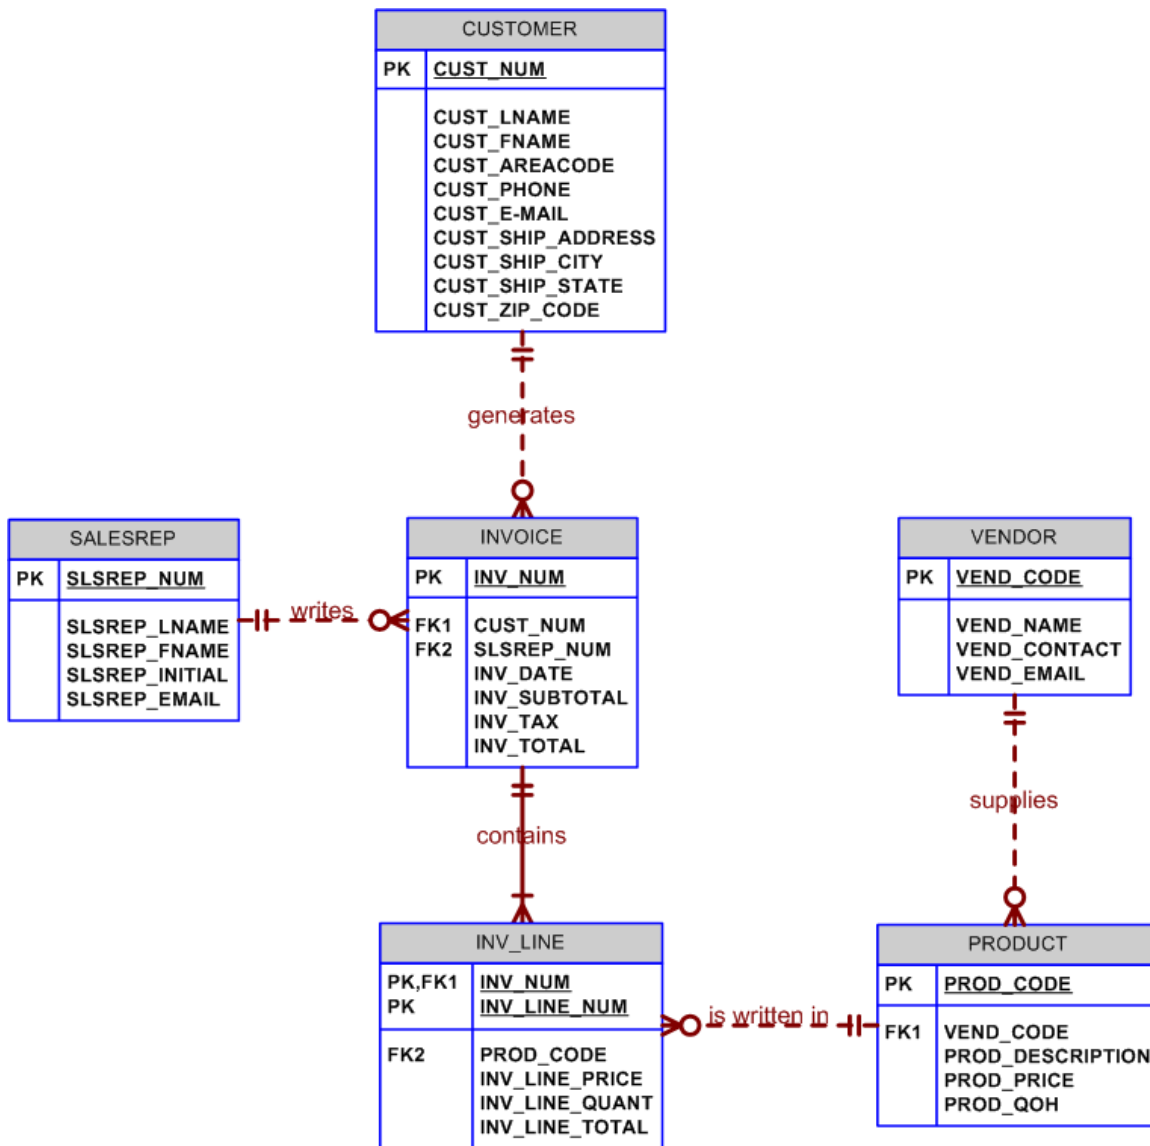 CUSTOMER
PK CUST_NUM
CUST_LNAME
CUST_FNAME
CUST_AREACODE
CUST_PHONE
CUST_E-MAIL
CUST_SHIP_ADDRESS
CUST_SHIP_CITY
CUST_SHIP_STATE
CUST_ZIP_CODE
generates
SALESREP
PK SLSREP_NUM
SLSREP_LNAME
SLSREP_FNAME
SLSREP_INITIAL
SLSREP_EMAIL
writes
INVOICE
PK INV_NUM
FK1 CUST_NUM
FK2 SLSREP_NUM
INV_DATE
INV_SUBTOTAL
INV_TAX
INV_TOTAL
VENDOR
PK VEND_CODE
VEND_NAME
VEND_CONTACT
VEND_EMAIL
contains
supplies
INV_LINE
PK,FK1 INV_NUM
PK INV_LINE_NUM
FK2 PROD_CODE
INV_LINE_PRICE
INV_LINE_QUANT
INV_LINE_TOTAL
is written in
PRODUCT
PK PROD_CODE
FK1 VEND_CODE
PROD_DESCRIPTION
PROD_PRICE
PROD_QOH